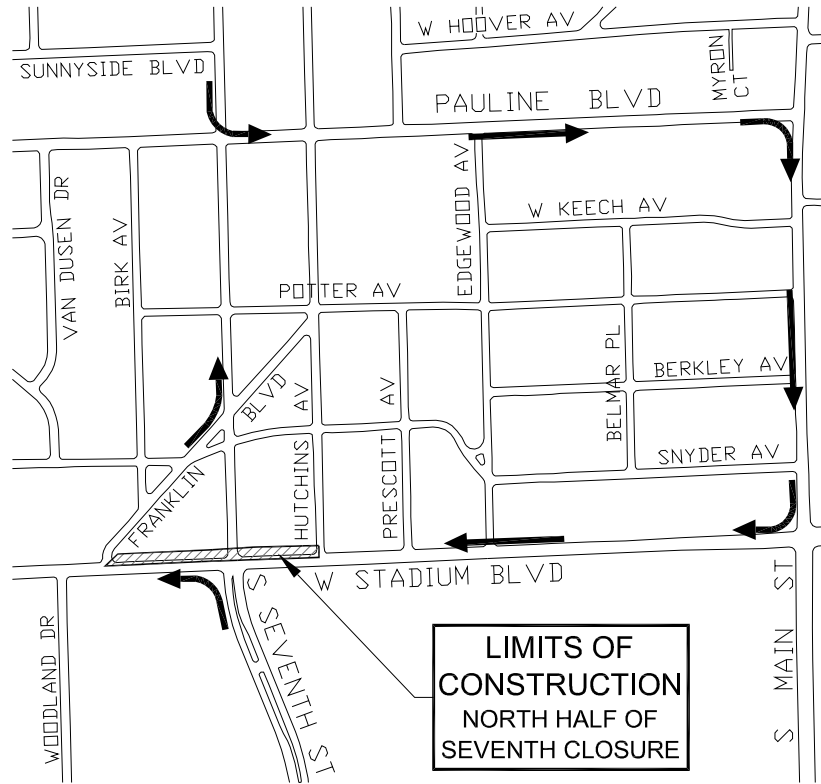 W HOOVER AV
SUNNYSIDE BLVD
MYRON
CT
PAULINE BLVD
VAN DUSEN DR
BIRK AV
EDGEWOOD AV
W KEECH AV
POTTER AV
BLVD
AV
AV
BELMAR PL
BERKLEY AV
SNYDER AV
FRANKLIN
HUTCHINS
PRESCOTT
W STADIUM BLVD
S SEVENTH ST
WOODLAND DR
S MAIN ST
LIMITS OF
CONSTRUCTION
NORTH HALF OF
SEVENTH CLOSURE